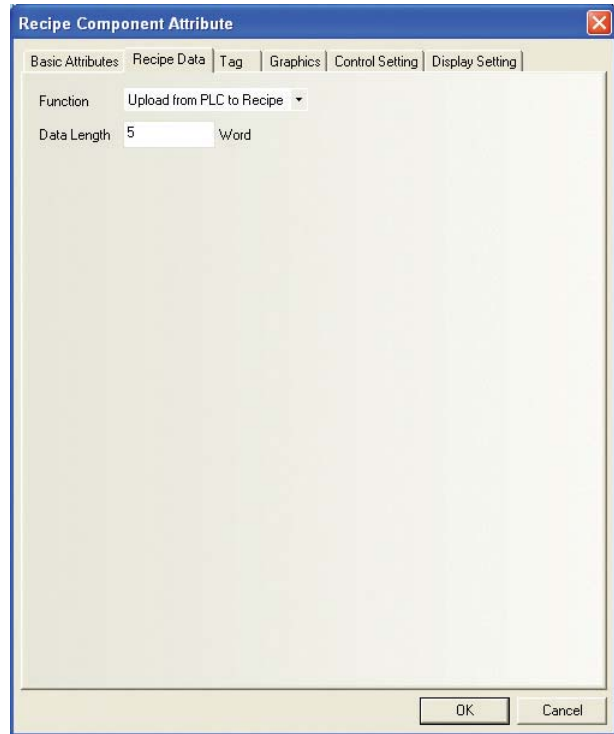 Recipe Component Attribute
Basic Attributes Recipe Data Tag Graphics Control Setting Display Setting
Function Upload from PLC to Recipe
Data Length 5 Word
OK Cancel